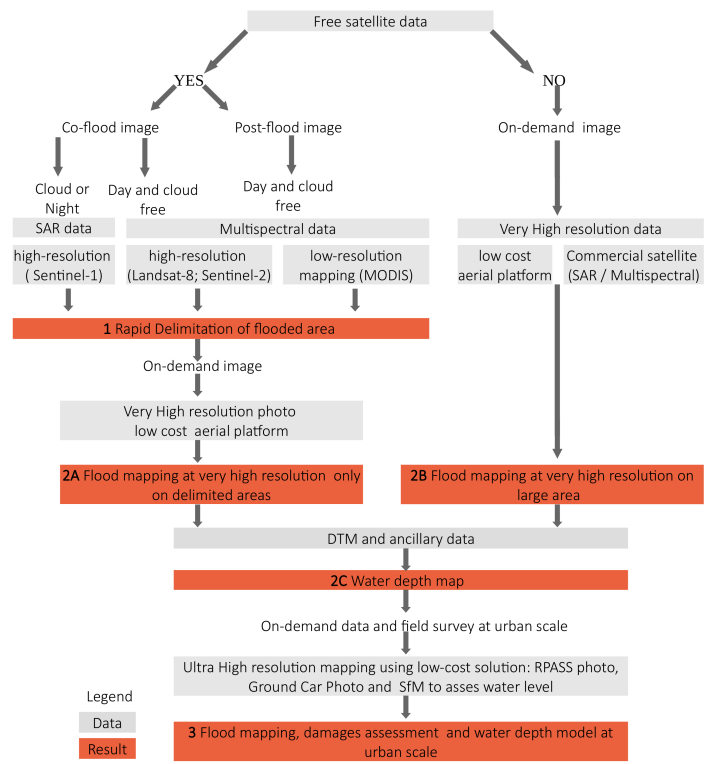 Free satellite data
YES
NO
Co-flood image
Post-flood image
On-demand image
Cloud or
Night
Day and cloud
free
Day and cloud
free
SAR data
Multispectral data
Very High resolution data
high-resolution
( Sentinel-1)
high-resolution
(Landsat-8; Sentinel-2)
low-resolution
mapping (MODIS)
low cost
aerial platform
Commercial satellite
(SAR / Multispectral)
1 Rapid Delimitation of flooded area
On-demand image
Very High resolution photo
low cost aerial platform
2A Flood mapping at very high resolution only
on delimited areas
2B Flood mapping at very high resolution on
large area
DTM and ancillary data
2C Water depth map
On-demand data and field survey at urban scale
Ultra High resolution mapping using low-cost solution: RPASS photo,
Ground Car Photo and SfM to asses water level
3 Flood mapping, damages assessment and water depth model at
urban scale
Legend
Data
Result